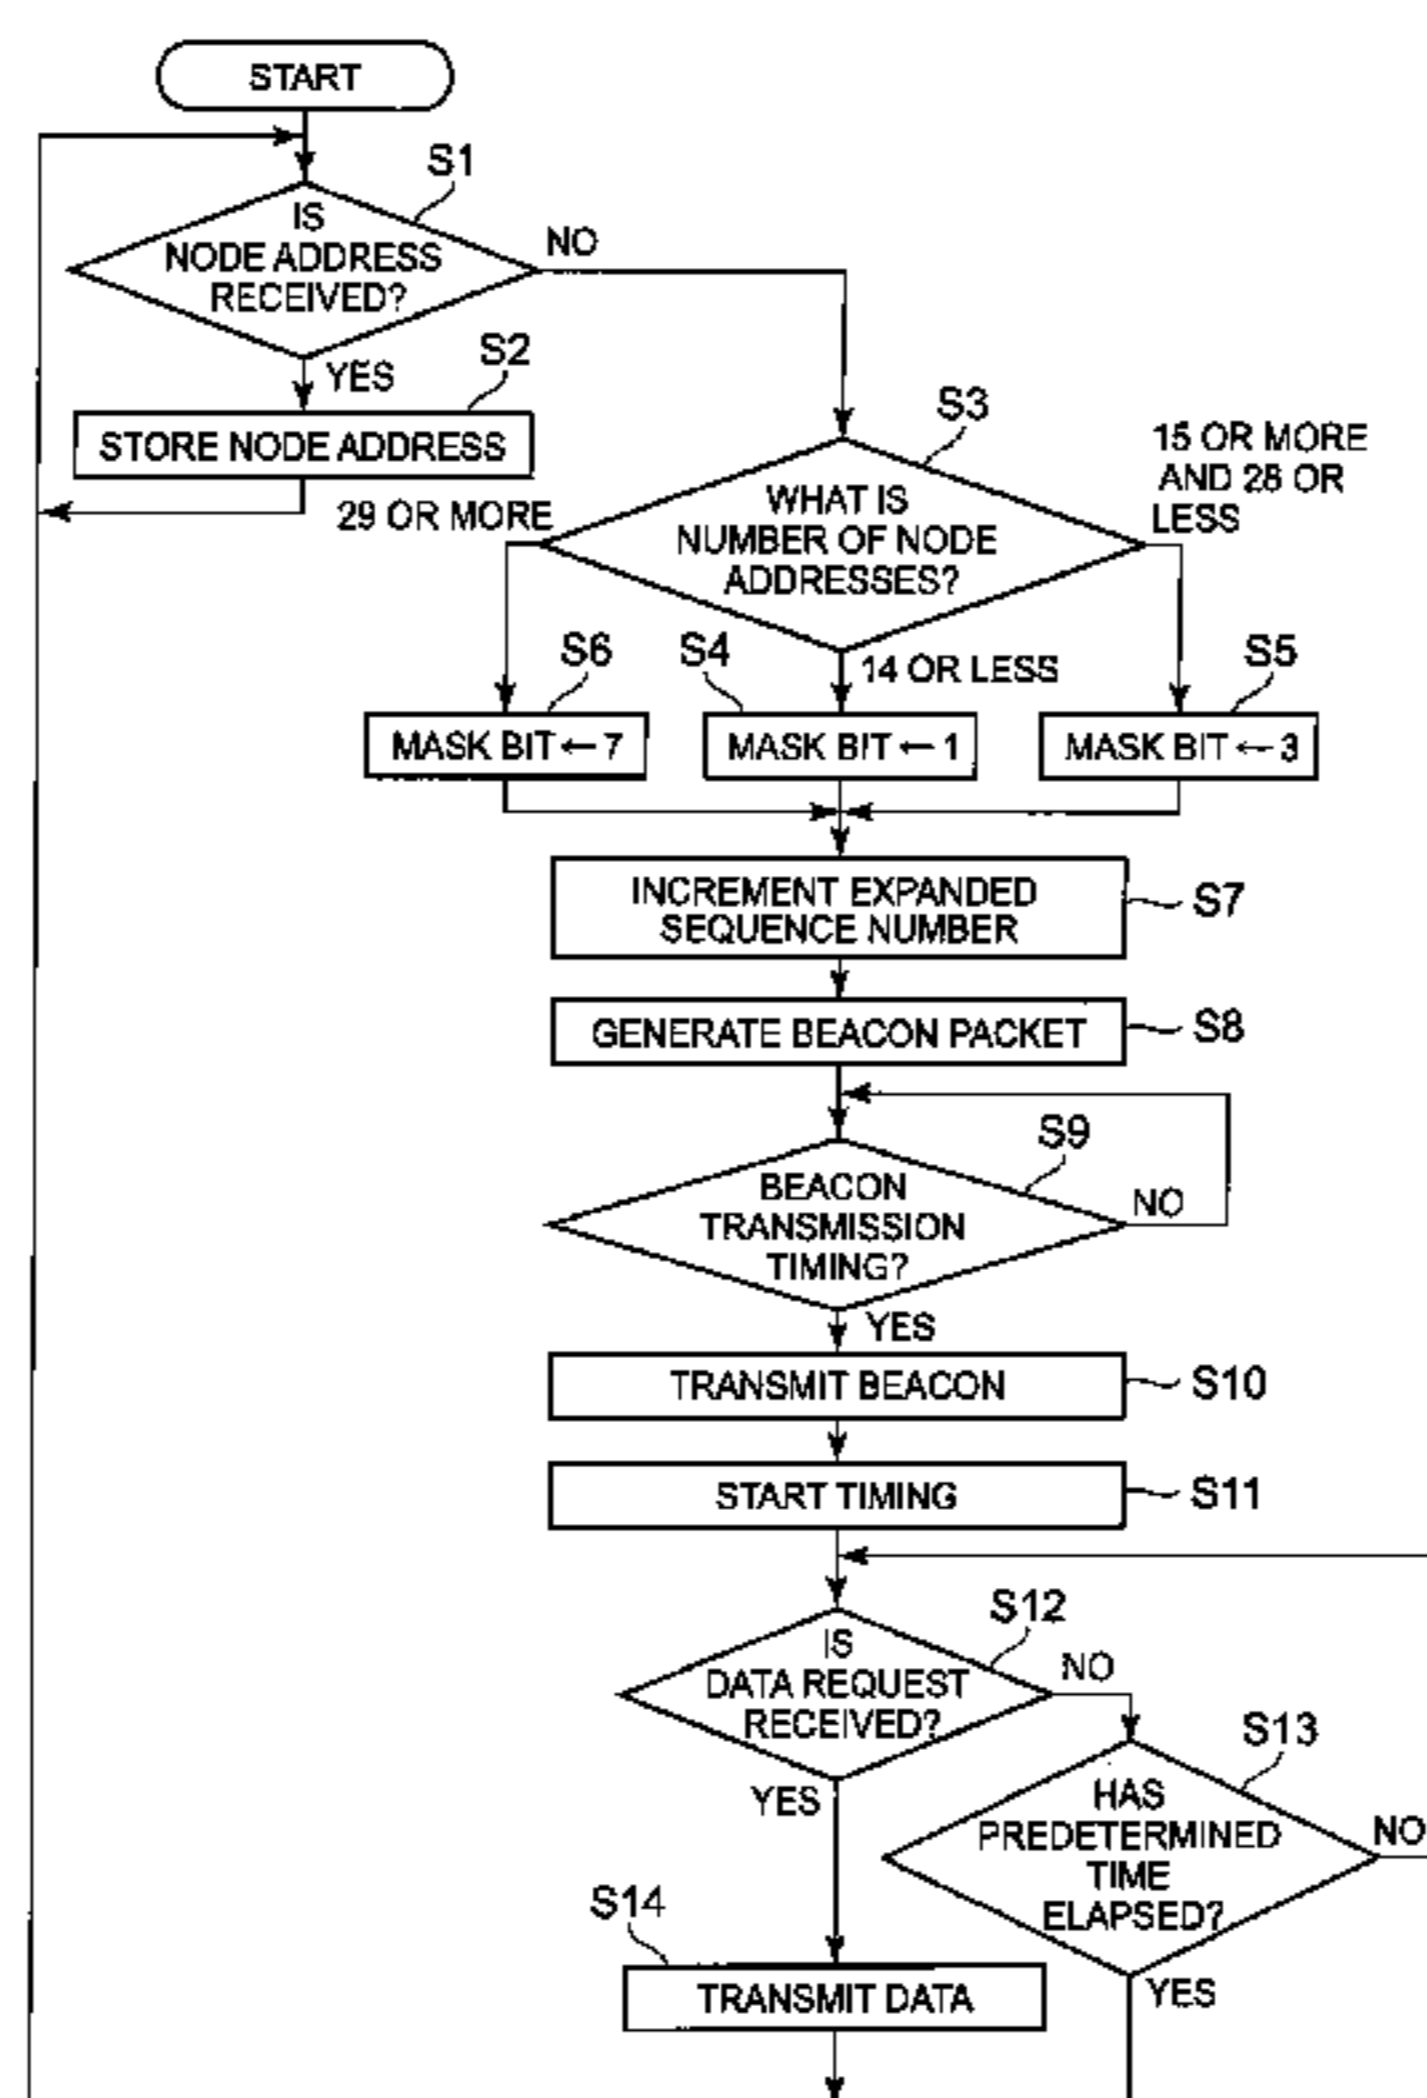 START
S1
IS
NODE ADDRESS
RECEIVED?
NO
YES
S2
STORE NODE ADDRESS
S3
WHAT IS
NUMBER OF NODE
ADDRESSES?
29 OR MORE
15 OR MORE
AND 28 OR
LESS
14 OR LESS
S6
MASK BIT ← 7
S4
MASK BIT ← 1
S5
MASK BIT ← 3
INCREMENT EXPANDED
SEQUENCE NUMBER
S7
GENERATE BEACON PACKET
S8
S9
BEACON
TRANSMISSION
TIMING?
NO
YES
TRANSMIT BEACON
S10
START TIMING
S11
S12
IS
DATA REQUEST
RECEIVED?
NO
YES
S13
HAS
PREDETERMINED
TIME
ELAPSED?
NO
YES
S14
TRANSMIT DATA